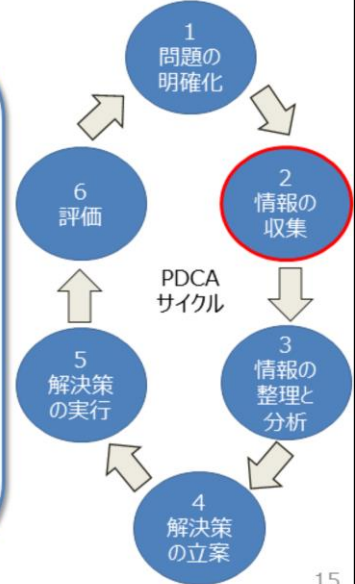 1
問題の
明確化
2
情報の
収集
3
情報の
整理と
分析
4
解決策
の立案
5
解決策
の実行
6
評価
PDCA
サイクル
15